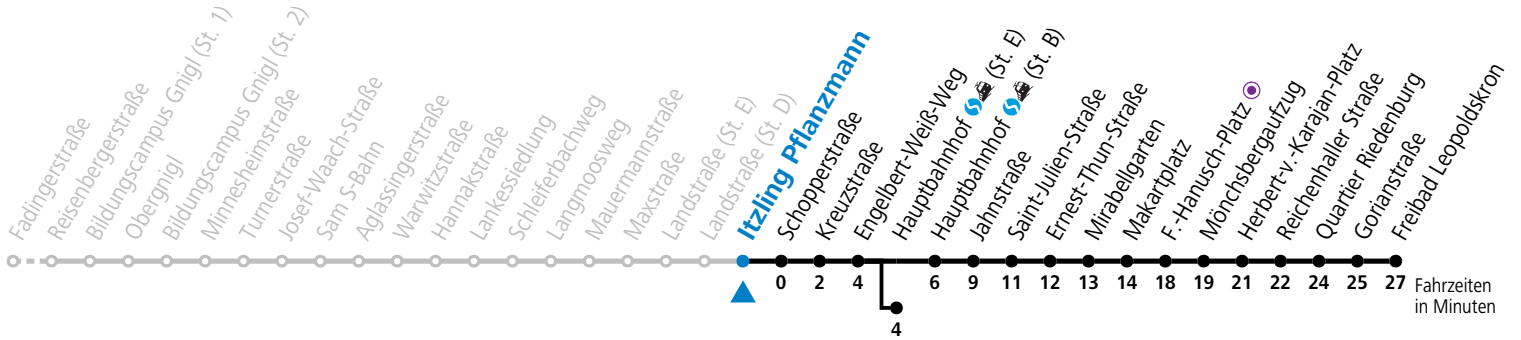 Fadingerstraße
Reisenbergerstraße
Bildungscampus Gnigl (St. 1)
Obergnigl
Bildungscampus Gnigl (St. 2)
Minnesheimstraße
Turnerstraße
Josef-Waach-Straße
Sam S-Bahn
Aglassingerstraße
Warwitzstraße
Hannakstraße
Lankessiedlung
Schleiferbachweg
Langmoosweg
Mauermannstraße
Maxstraße
Landstraße (St. E)
Landstraße (St. D)
Itzling Pflanzmann
Schopperstraße
Kreuzstraße
Engelbert-Weiß-Weg
Hauptbahnhof (St. E)
Hauptbahnhof (St. B)
Jahnstraße
Saint-Julien-Straße
Ernest-Thun-Straße
Mirabellgarten
Makartplatz
F.-Hanusch-Platz
Mönchsbergaufzug
Herbert-v.-Karajan-Platz
Reichenhaller Straße
Quartier Riedenburg
Gorianstraße
Freibad Leopoldskron
0 2 4 6 9 11 12 13 14 18 19 21 22 24 25 27 Fahrzeiten
in Minuten
4